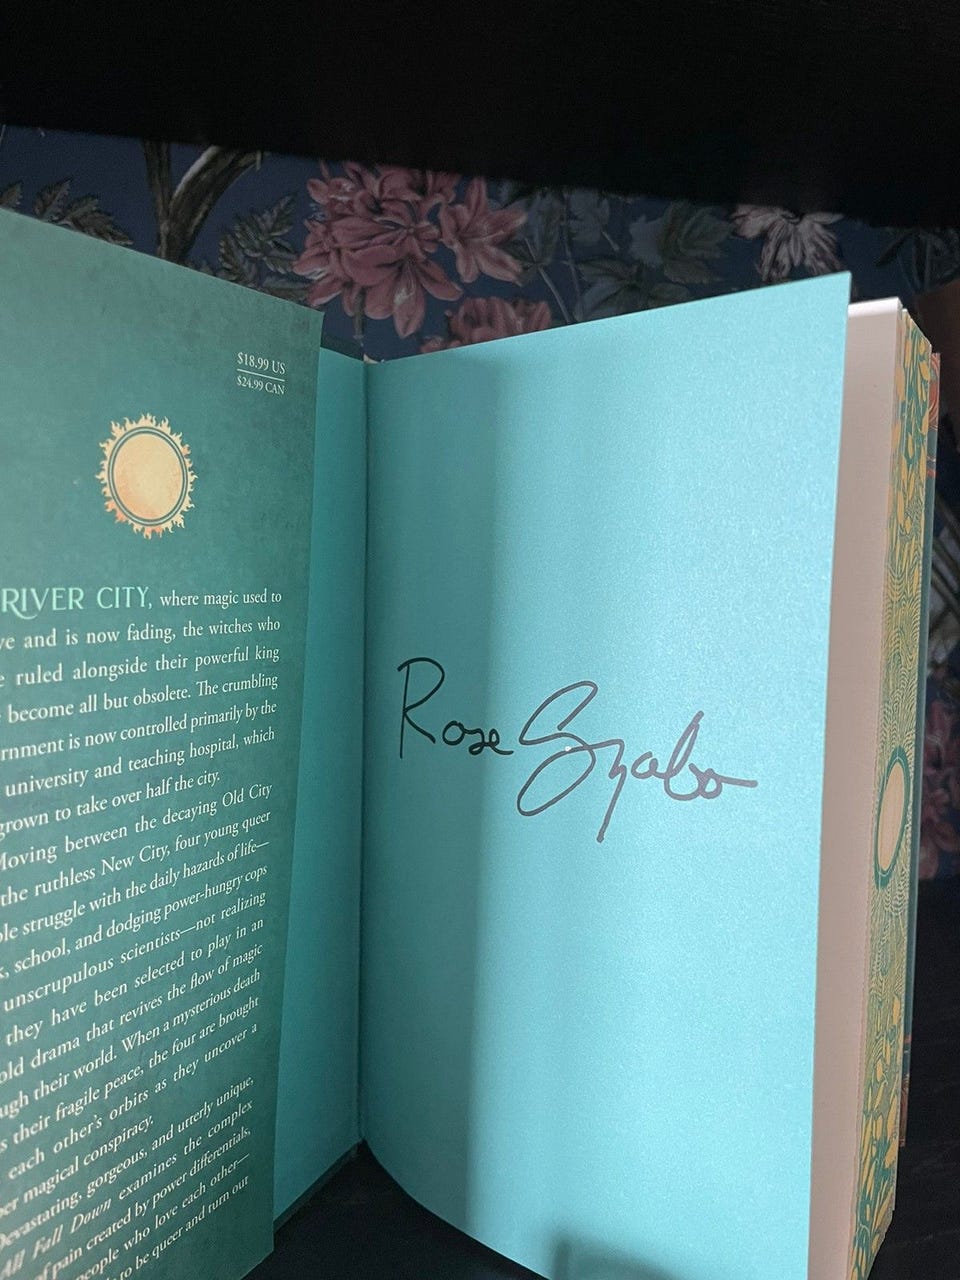 $18.99 US
$24.99 CAN
RIVER CITY, where magic used to
and is now fading, the witches who
ruled alongside their powerful king
become all but obsolete. The crumbling
is now controlled primarily by the
university and teaching hospital, which
grown to take over half the city.
Moving between the decaying Old City
the ruthless New City, four young queer
struggle with the daily hazards of life—
school, and dodging power-hungry cops
unscrupulous scientists—not realizing
they have been selected to play in an
old drama that revives the flow of magic
their world. When a mysterious death
their fragile peace, the four are brought
each other's orbits as they uncover a
magical conspiracy.
Devastating, gorgeous, and utterly unique,
All Fall Down examines the complex
of pain created by power differentials,
people who love each other—
to be queer and turn out
Rose Szabo